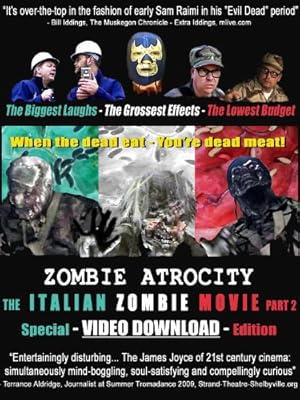 "It's over-the-top in the fashion of early Sam Raimi in his "Evil Dead" period"
- Bill Iddings, The Muskegon Chronicle - Extra Iddings, mlive.com
The Biggest Laughs - The Grossest Effects - The Lowest Budget
When the dead eat - You're dead meat!
ZOMBIE ATROCITY
THE ITALIAN ZOMBIE MOVIE PART 2
Special - VIDEO DOWNLOAD - Edition
"Entertainingly disturbing... The James Joyce of 21st century cinema:
simultaneously mind-boggling, soul-satisfying and compellingly curious"
- Terrance Aldridge, Journalist at Summer Tromadance 2009, Strand-Theatre-Shelbyville.org